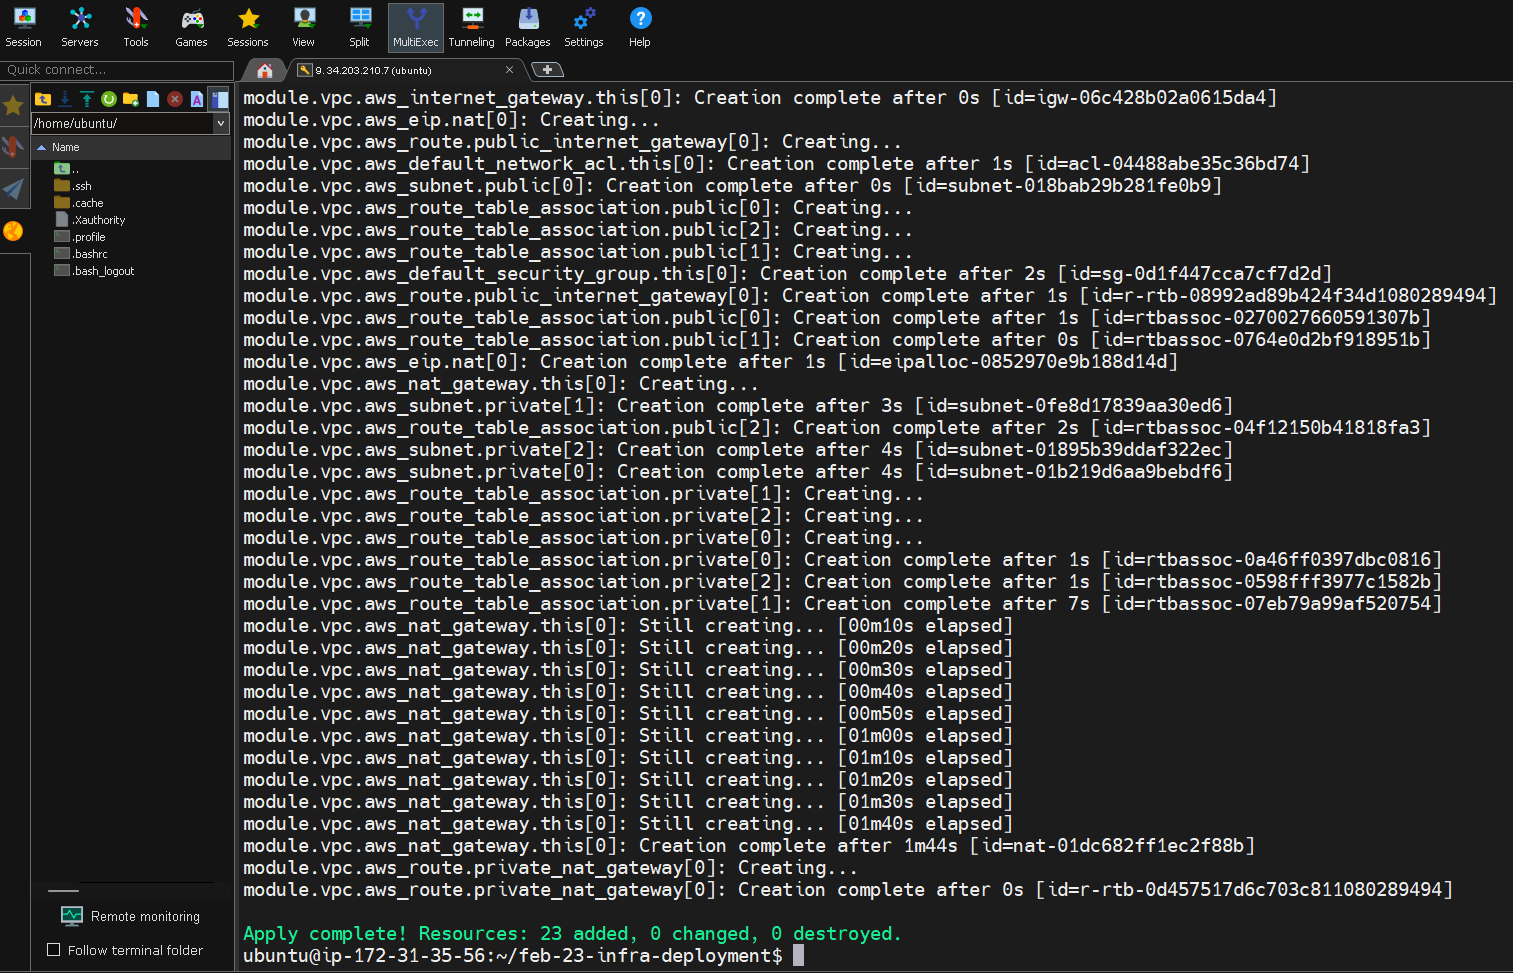 Session
Servers
Tools
Games
Sessions
View
Split
MultiExec
Tunneling
Packages
Settings
Help
Quick connect...
9. 34.203.210.7 (ubuntu)
/home/ubuntu/
Name
..
.ssh
.cache
.Xauthority
.profile
.bashrc
.bash_logout
Remote monitoring
Follow terminal folder
module.vpc.aws_internet_gateway.this[0]: Creation complete after 0s [id=igw-06c428b02a0615da4]
module.vpc.aws_eip.nat[0]: Creating...
module.vpc.aws_route.public_internet_gateway[0]: Creating...
module.vpc.aws_default_network_acl.this[0]: Creation complete after 1s [id=acl-04488abe35c36bd74]
module.vpc.aws_subnet.public[0]: Creation complete after 0s [id=subnet-018bab29b281fe0b9]
module.vpc.aws_route_table_association.public[0]: Creating...
module.vpc.aws_route_table_association.public[2]: Creating...
module.vpc.aws_route_table_association.public[1]: Creating...
module.vpc.aws_default_security_group.this[0]: Creation complete after 2s [id=sg-0d1f447cca7cf7d2d]
module.vpc.aws_route.public_internet_gateway[0]: Creation complete after 1s [id=r-rtb-08992ad89b424f34d1080289494]
module.vpc.aws_route_table_association.public[0]: Creation complete after 1s [id=rtbassoc-0270027660591307b]
module.vpc.aws_route_table_association.public[1]: Creation complete after 0s [id=rtbassoc-0764e0d2bf918951b]
module.vpc.aws_eip.nat[0]: Creation complete after 1s [id=eipalloc-0852970e9b188d14d]
module.vpc.aws_nat_gateway.this[0]: Creating...
module.vpc.aws_subnet.private[1]: Creation complete after 3s [id=subnet-0fe8d17839aa30ed6]
module.vpc.aws_route_table_association.public[2]: Creation complete after 2s [id=rtbassoc-04f12150b41818fa3]
module.vpc.aws_subnet.private[2]: Creation complete after 4s [id=subnet-01895b39ddaf322ec]
module.vpc.aws_subnet.private[0]: Creation complete after 4s [id=subnet-01b219d6aa9bebdf6]
module.vpc.aws_route_table_association.private[1]: Creating...
module.vpc.aws_route_table_association.private[2]: Creating...
module.vpc.aws_route_table_association.private[0]: Creating...
module.vpc.aws_route_table_association.private[0]: Creation complete after 1s [id=rtbassoc-0a46ff0397dbc0816]
module.vpc.aws_route_table_association.private[2]: Creation complete after 1s [id=rtbassoc-0598fff3977c1582b]
module.vpc.aws_route_table_association.private[1]: Creation complete after 7s [id=rtbassoc-07eb79a99af520754]
module.vpc.aws_nat_gateway.this[0]: Still creating... [00m10s elapsed]
module.vpc.aws_nat_gateway.this[0]: Still creating... [00m20s elapsed]
module.vpc.aws_nat_gateway.this[0]: Still creating... [00m30s elapsed]
module.vpc.aws_nat_gateway.this[0]: Still creating... [00m40s elapsed]
module.vpc.aws_nat_gateway.this[0]: Still creating... [00m50s elapsed]
module.vpc.aws_nat_gateway.this[0]: Still creating... [01m00s elapsed]
module.vpc.aws_nat_gateway.this[0]: Still creating... [01m10s elapsed]
module.vpc.aws_nat_gateway.this[0]: Still creating... [01m20s elapsed]
module.vpc.aws_nat_gateway.this[0]: Still creating... [01m30s elapsed]
module.vpc.aws_nat_gateway.this[0]: Still creating... [01m40s elapsed]
module.vpc.aws_nat_gateway.this[0]: Creation complete after 1m44s [id=nat-01dc682ff1ec2f88b]
module.vpc.aws_route.private_nat_gateway[0]: Creating...
module.vpc.aws_route.private_nat_gateway[0]: Creation complete after 0s [id=r-rtb-0d457517d6c703c811080289494]
Apply complete! Resources: 23 added, 0 changed, 0 destroyed.
ubuntu@ip-172-31-35-56:~/feb-23-infra-deployment$